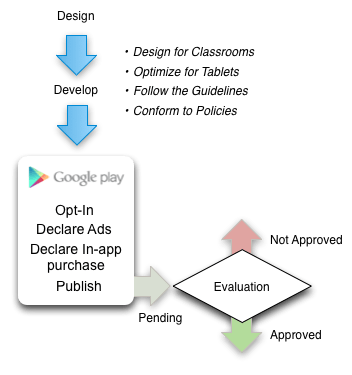 Design
• Design for Classrooms
• Optimize for Tablets
Develop
• Follow the Guidelines
• Conform to Policies
Google play
Opt-In
Declare Ads
Declare In-app
purchase
Publish
Pending
Not Approved
Evaluation
Approved